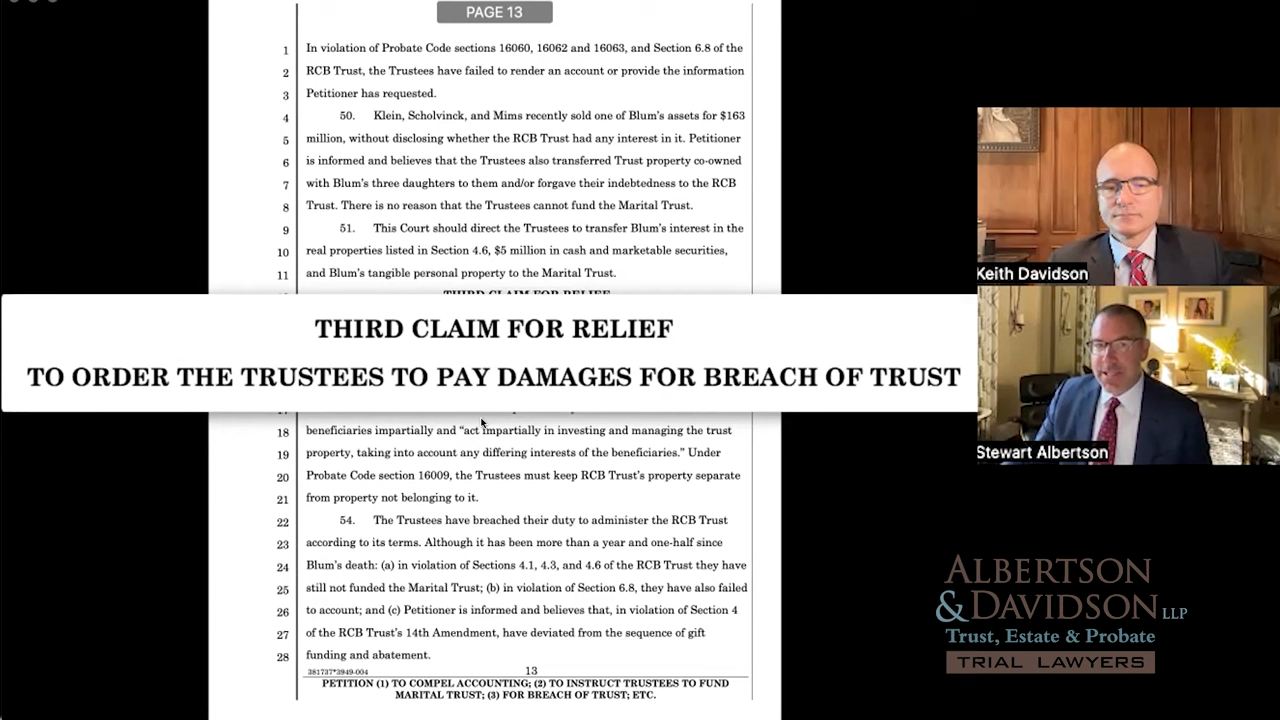 PAGE 13
1 In violation of Probate Code sections 16060, 16062 and 16063, and Section 6.8 of the
2 RCB Trust, the Trustees have failed to render an account or provide the information
3 Petitioner has requested.
4 50. Klein, Scholvinck, and Mims recently sold one of Blum's assets for $163
5 million, without disclosing whether the RCB Trust had any interest in it. Petitioner
6 is informed and believes that the Trustees also transferred Trust property co-owned
7 with Blum's three daughters to them and/or forgave their indebtedness to the RCB
8 Trust. There is no reason that the Trustees cannot fund the Marital Trust.
9 51. This Court should direct the Trustees to transfer Blum's interest in the
10 real properties listed in Section 4.6, $5 million in cash and marketable securities,
11 and Blum's tangible personal property to the Marital Trust.
THIRD CLAIM FOR RELIEF
THIRD CLAIM FOR RELIEF
TO ORDER THE TRUSTEES TO PAY DAMAGES FOR BREACH OF TRUST
18 beneficiaries impartially and “act impartially in investing and managing the trust
19 property, taking into account any differing interests of the beneficiaries.” Under
20 Probate Code section 16009, the Trustees must keep RCB Trust's property separate
21 from property not belonging to it.
22 54. The Trustees have breached their duty to administer the RCB Trust
23 according to its terms. Although it has been more than a year and one-half since
24 Blum's death: (a) in violation of Sections 4.1, 4.3, and 4.6 of the RCB Trust they have
25 still not funded the Marital Trust; (b) in violation of Section 6.8, they have also failed
26 to account; and (c) Petitioner is informed and believes that, in violation of Section 4
27 of the RCB Trust's 14th Amendment, have deviated from the sequence of gift
28 funding and abatement.
381737*3949-004
13
PETITION (1) TO COMPEL ACCOUNTING; (2) TO INSTRUCT TRUSTEES TO FUND
MARITAL TRUST; (3) FOR BREACH OF TRUST; ETC.
Keith Davidson
Stewart Albertson
ALBERTSON
& DAVIDSON LLP
Trust, Estate & Probate
TRIAL LAWYERS